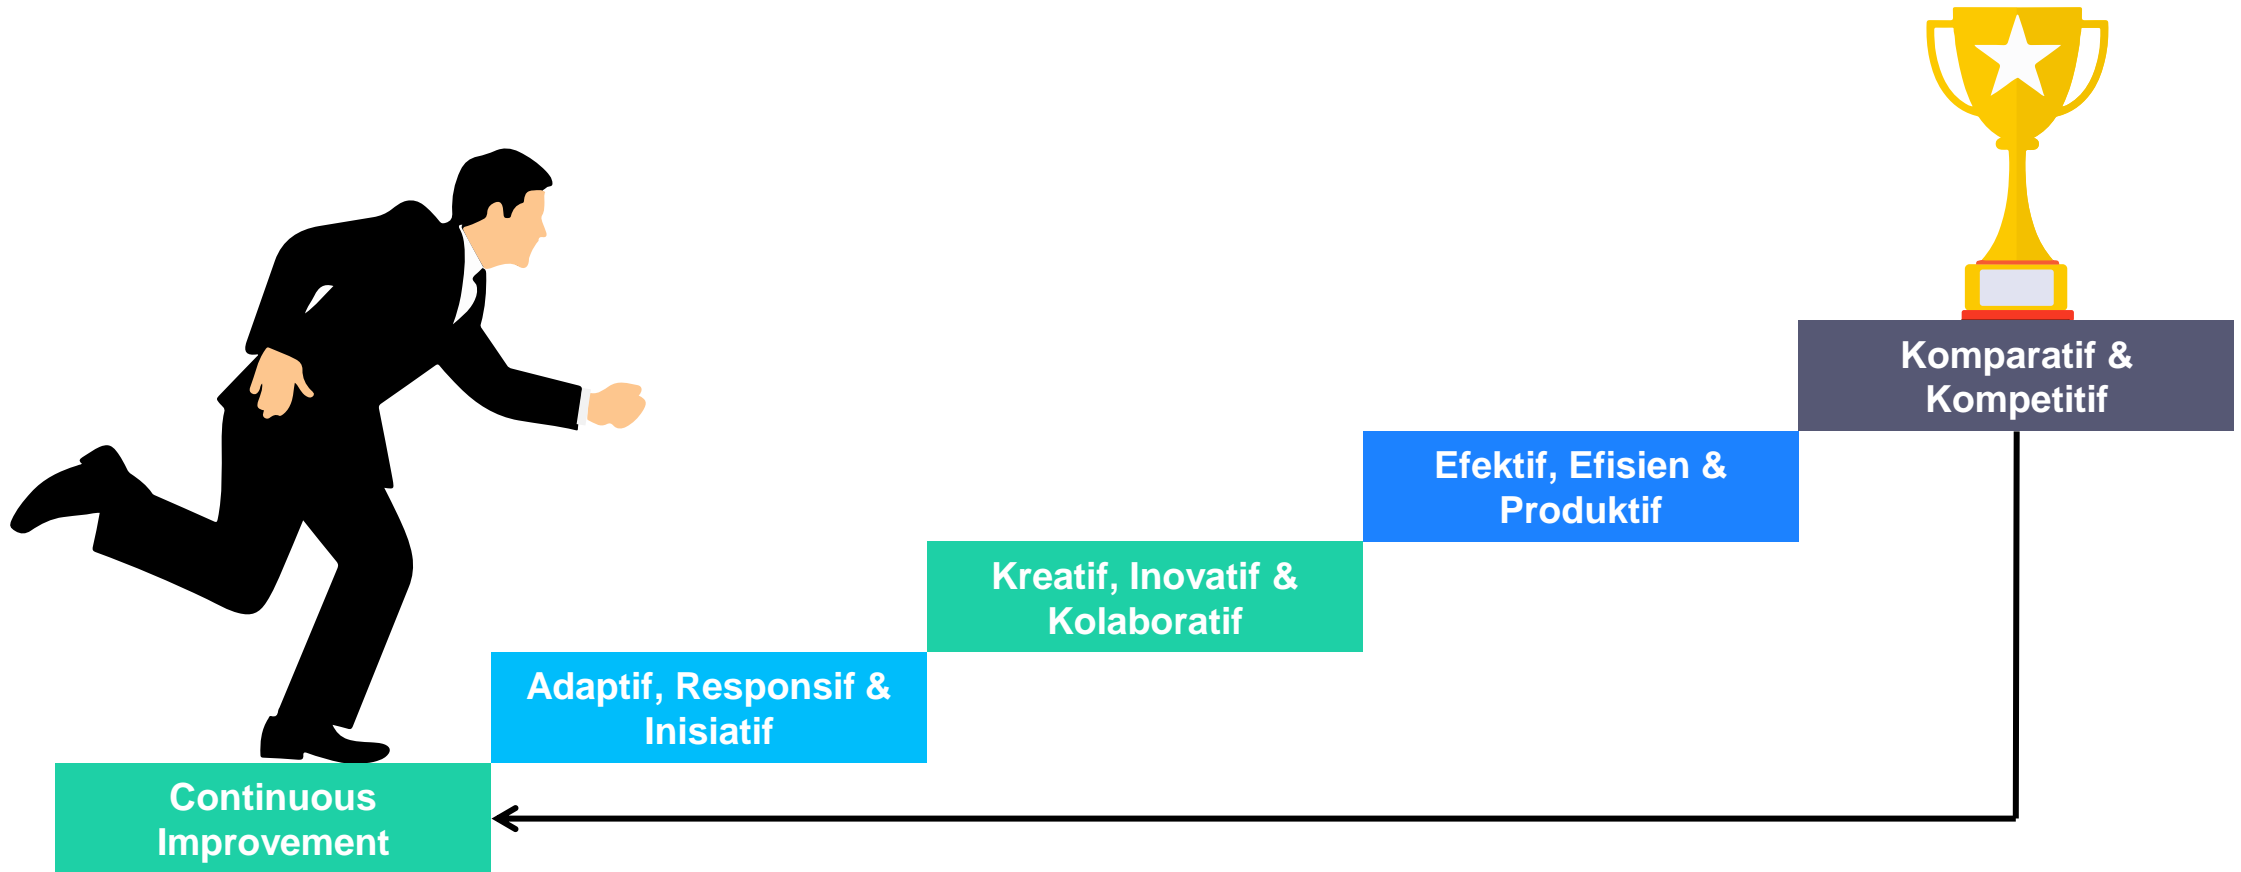 Komparatif &
Kompetitif
Efektif, Efisien &
Produktif
Kreatif, Inovatif &
Kolaboratif
Adaptif, Responsif &
Inisiatif
Continuous
Improvement